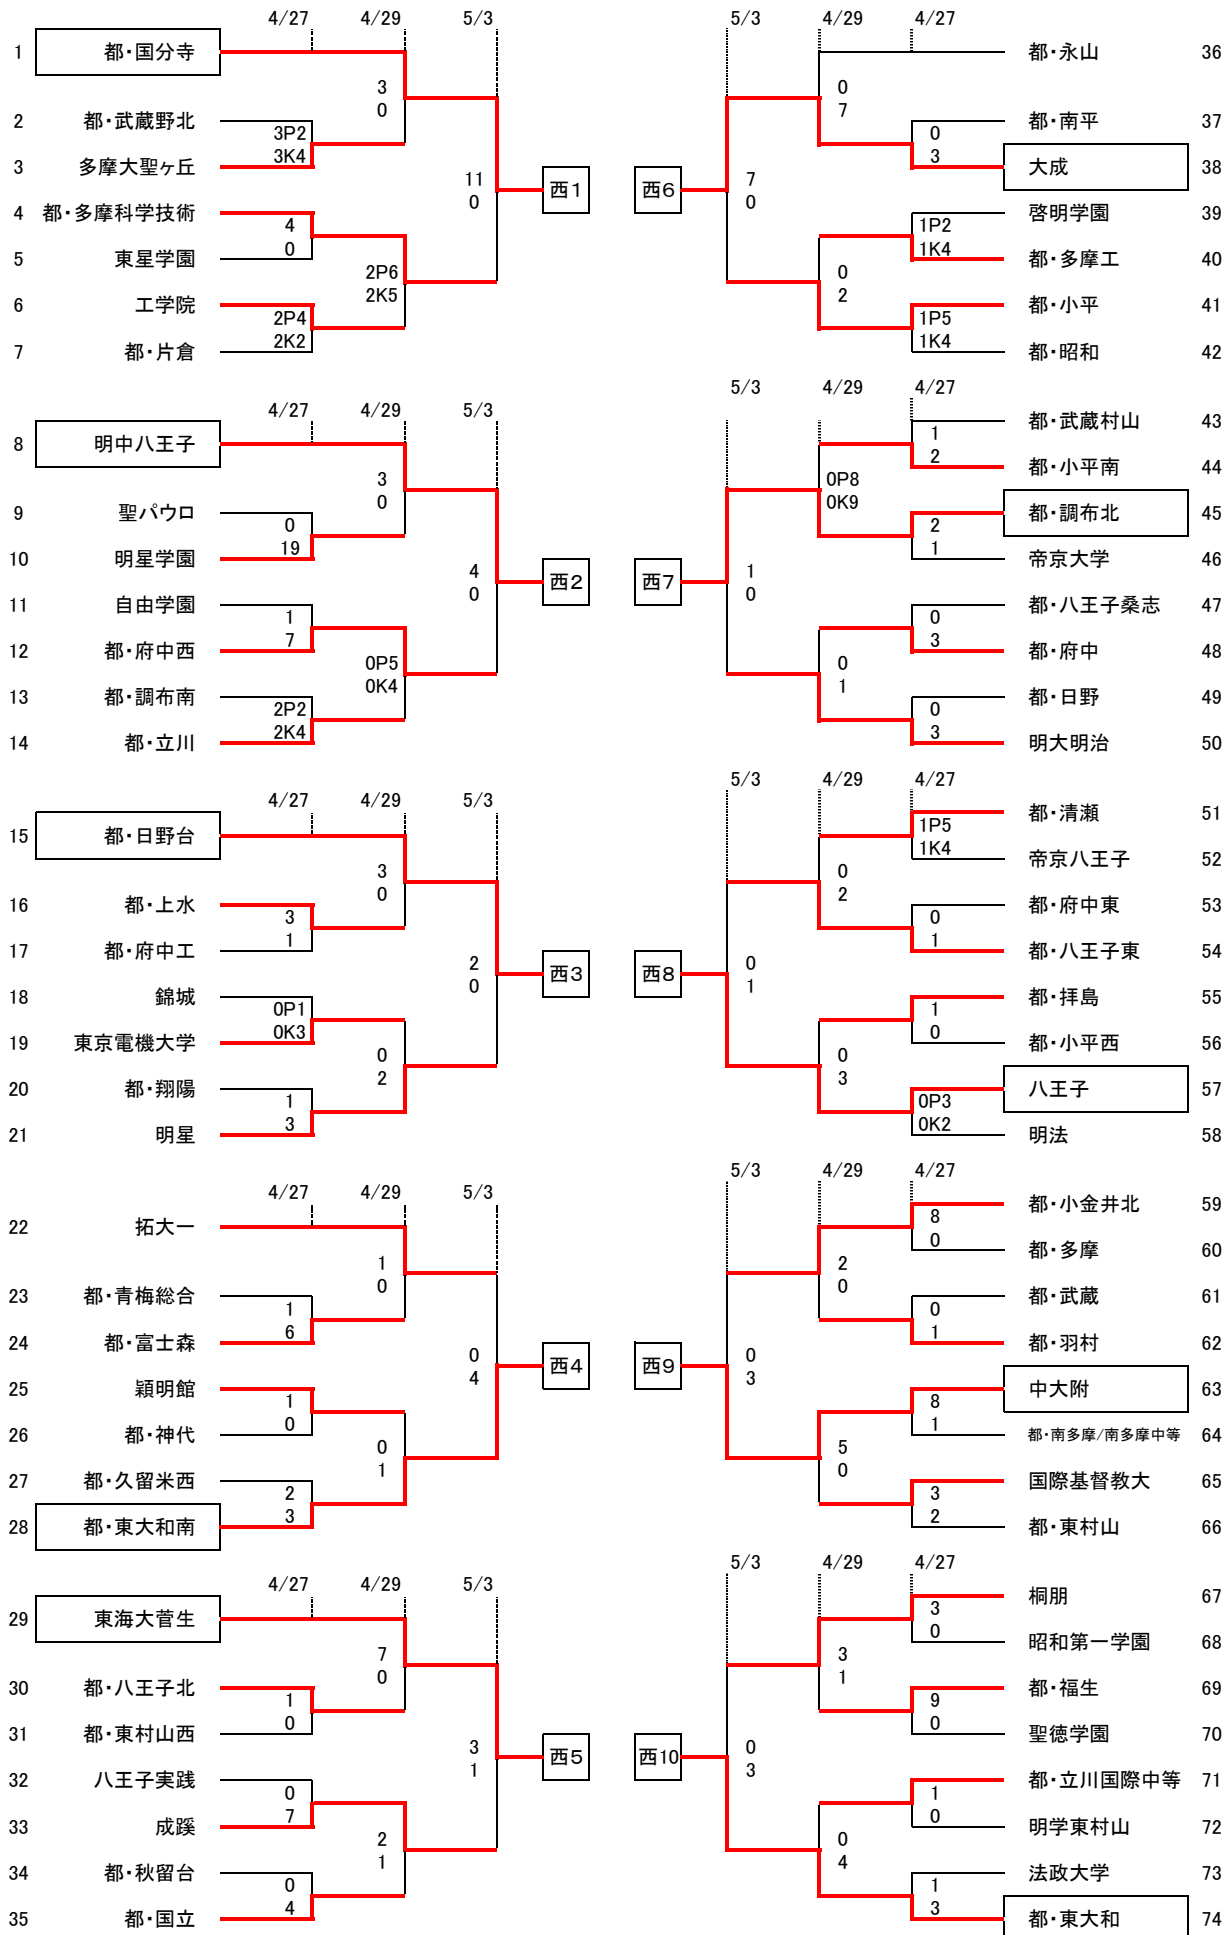 4/27 4/29 5/3
1 都・国分寺
3
0
2 都・武蔵野北
3P2
3K4
3 多摩大聖ヶ丘
11
0
西1
4 都・多摩科学技術
4
0
5 東星学園
2P6
2K5
6 工学院
2P4
2K2
7 都・片倉
4/27 4/29 5/3
8 明中八王子
3
0
9 聖パウロ
0
19
10 明星学園
4
0
西2
11 自由学園
1
7
12 都・府中西
0P5
0K4
13 都・調布南
2P2
2K4
14 都・立川
4/27 4/29 5/3
15 都・日野台
3
0
16 都・上水
3
1
17 都・府中工
2
0
西3
18 錦城
0P1
0K3
19 東京電機大学
0
2
20 都・翔陽
1
3
21 明星
4/27 4/29 5/3
22 拓大一
1
0
23 都・青梅総合
1
6
24 都・富士森
0
4
西4
25 穎明館
1
0
26 都・神代
0
1
27 都・久留米西
2
3
28 都・東大和南
4/27 4/29 5/3
29 東海大菅生
7
0
30 都・八王子北
1
0
31 都・東村山西
3
1
西5
32 八王子実践
0
7
33 成蹊
2
1
34 都・秋留台
0
4
35 都・国立
5/3 4/29 4/27
都・永山 36
0
7
都・南平 37
0
3
大成 38
西6
7
0
啓明学園 39
1P2
1K4
都・多摩工 40
0
2
都・小平 41
1P5
1K4
都・昭和 42
5/3 4/29 4/27
都・武蔵村山 43
1
2
都・小平南 44
0P8
0K9
都・調布北 45
2
1
帝京大学 46
西7
1
0
都・八王子桑志 47
0
3
都・府中 48
0
1
都・日野 49
0
3
明大明治 50
5/3 4/29 4/27
都・清瀬 51
1P5
1K4
帝京八王子 52
0
2
都・府中東 53
0
1
都・八王子東 54
西8
0
1
都・拝島 55
1
0
都・小平西 56
0
3
八王子 57
0P3
0K2
明法 58
5/3 4/29 4/27
都・小金井北 59
8
0
都・多摩 60
2
0
都・武蔵 61
0
1
都・羽村 62
西9
0
3
中大附 63
8
1
都・南多摩/南多摩中等 64
5
0
国際基督教大 65
3
2
都・東村山 66
5/3 4/29 4/27
桐朋 67
3
0
昭和第一学園 68
3
1
都・福生 69
9
0
聖徳学園 70
西10
0
3
都・立川国際中等 71
1
0
明学東村山 72
0
4
法政大学 73
1
3
都・東大和 74